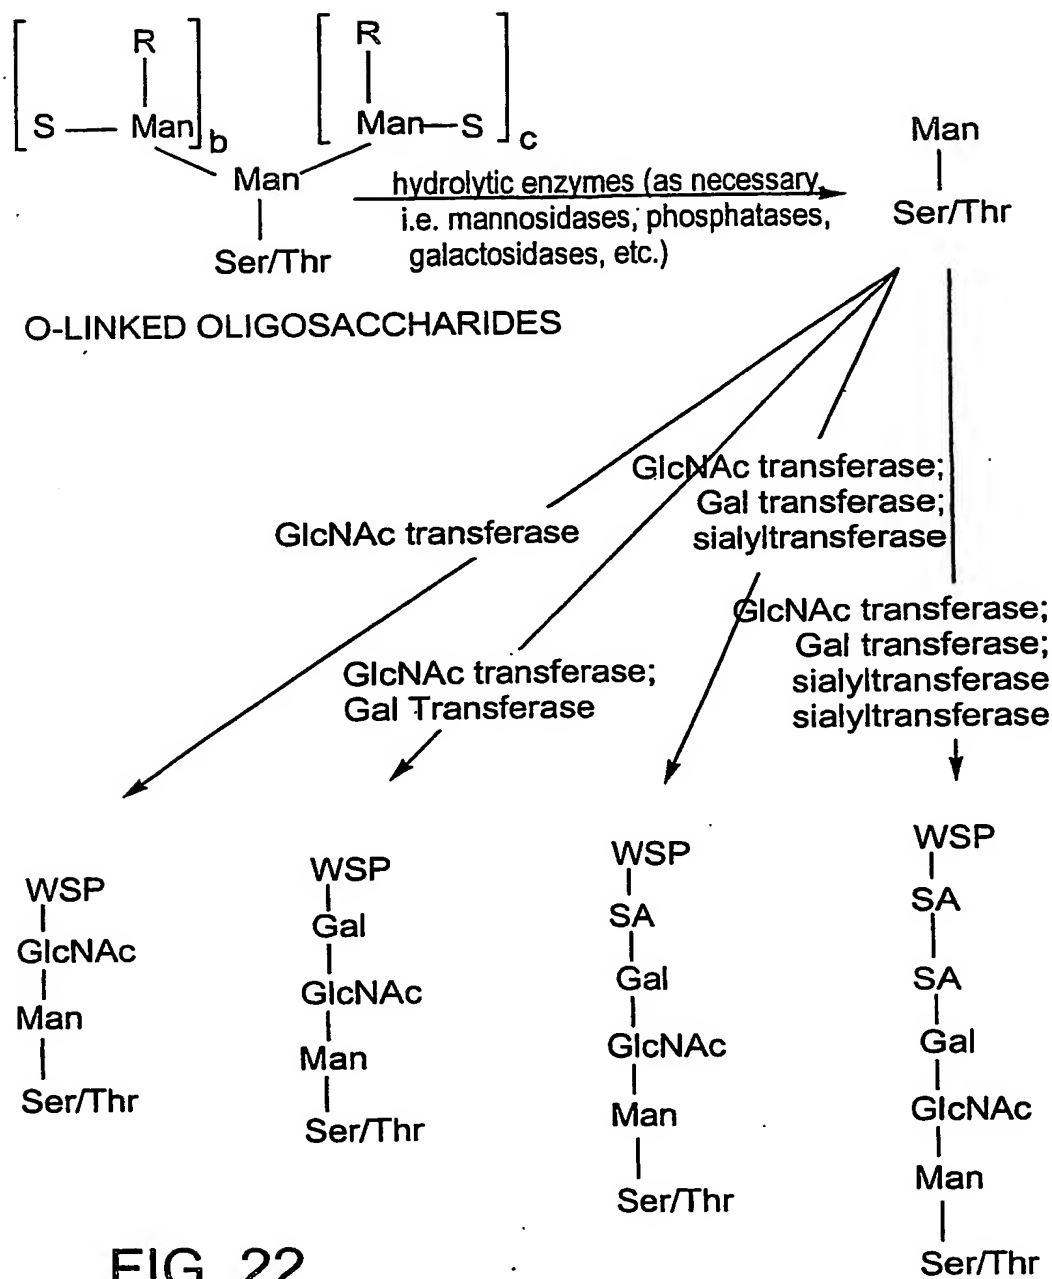 R
R
S — Man
b
Man—S
c
Man
Ser/Thr
O-LINKED OLIGOSACCHARIDES
hydrolytic enzymes (as necessary,
i.e. mannosidases, phosphatases,
galactosidases, etc.)
Man
Ser/Thr
GlcNAc transferase
GlcNAc transferase;
Gal Transferase
GlcNAc transferase;
Gal transferase;
sialyltransferase
GlcNAc transferase;
Gal transferase;
sialyltransferase
sialyltransferase
WSP
GlcNAc
Man
Ser/Thr
WSP
Gal
GlcNAc
Man
Ser/Thr
WSP
SA
Gal
GlcNAc
Man
Ser/Thr
WSP
SA
SA
Gal
GlcNAc
Man
Ser/Thr
FIG. 22